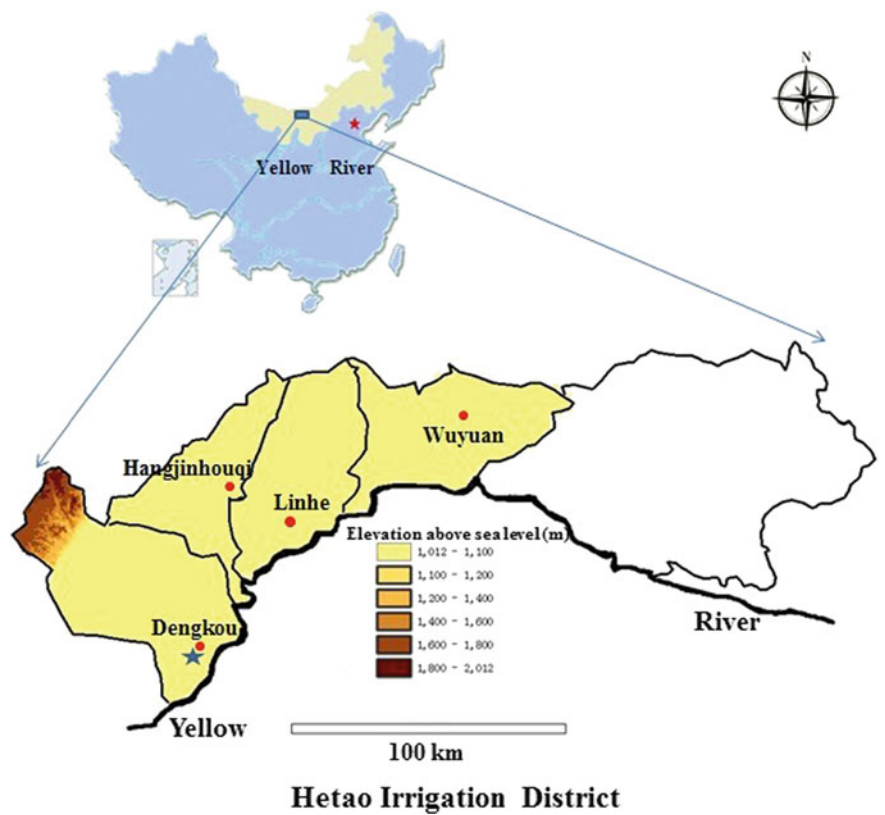 N
Yellow River
Wuyuan
Hangjinhouqi
Linhe
Elevation above sea level (m)
1,012 - 1,100
1,100 - 1,200
1,200 - 1,400
1,400 - 1,600
1,600 - 1,800
1,800 - 2,012
Dengkou
River
Yellow
100 km
Hetao Irrigation District